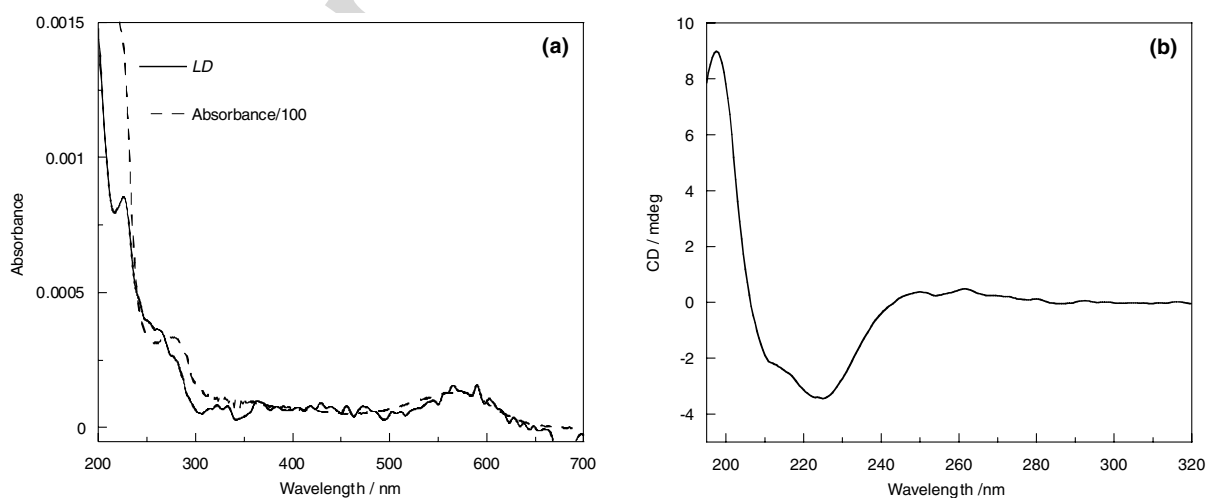 0.0015
0.001
0.0005
0
Absorbance
(a)
LD
Absorbance/100
200 300 400 500 600 700
Wavelength / nm
10
8
6
4
2
0
-2
-4
CD / mdeg
(b)
200 220 240 260 280 300 320
Wavelength /nm